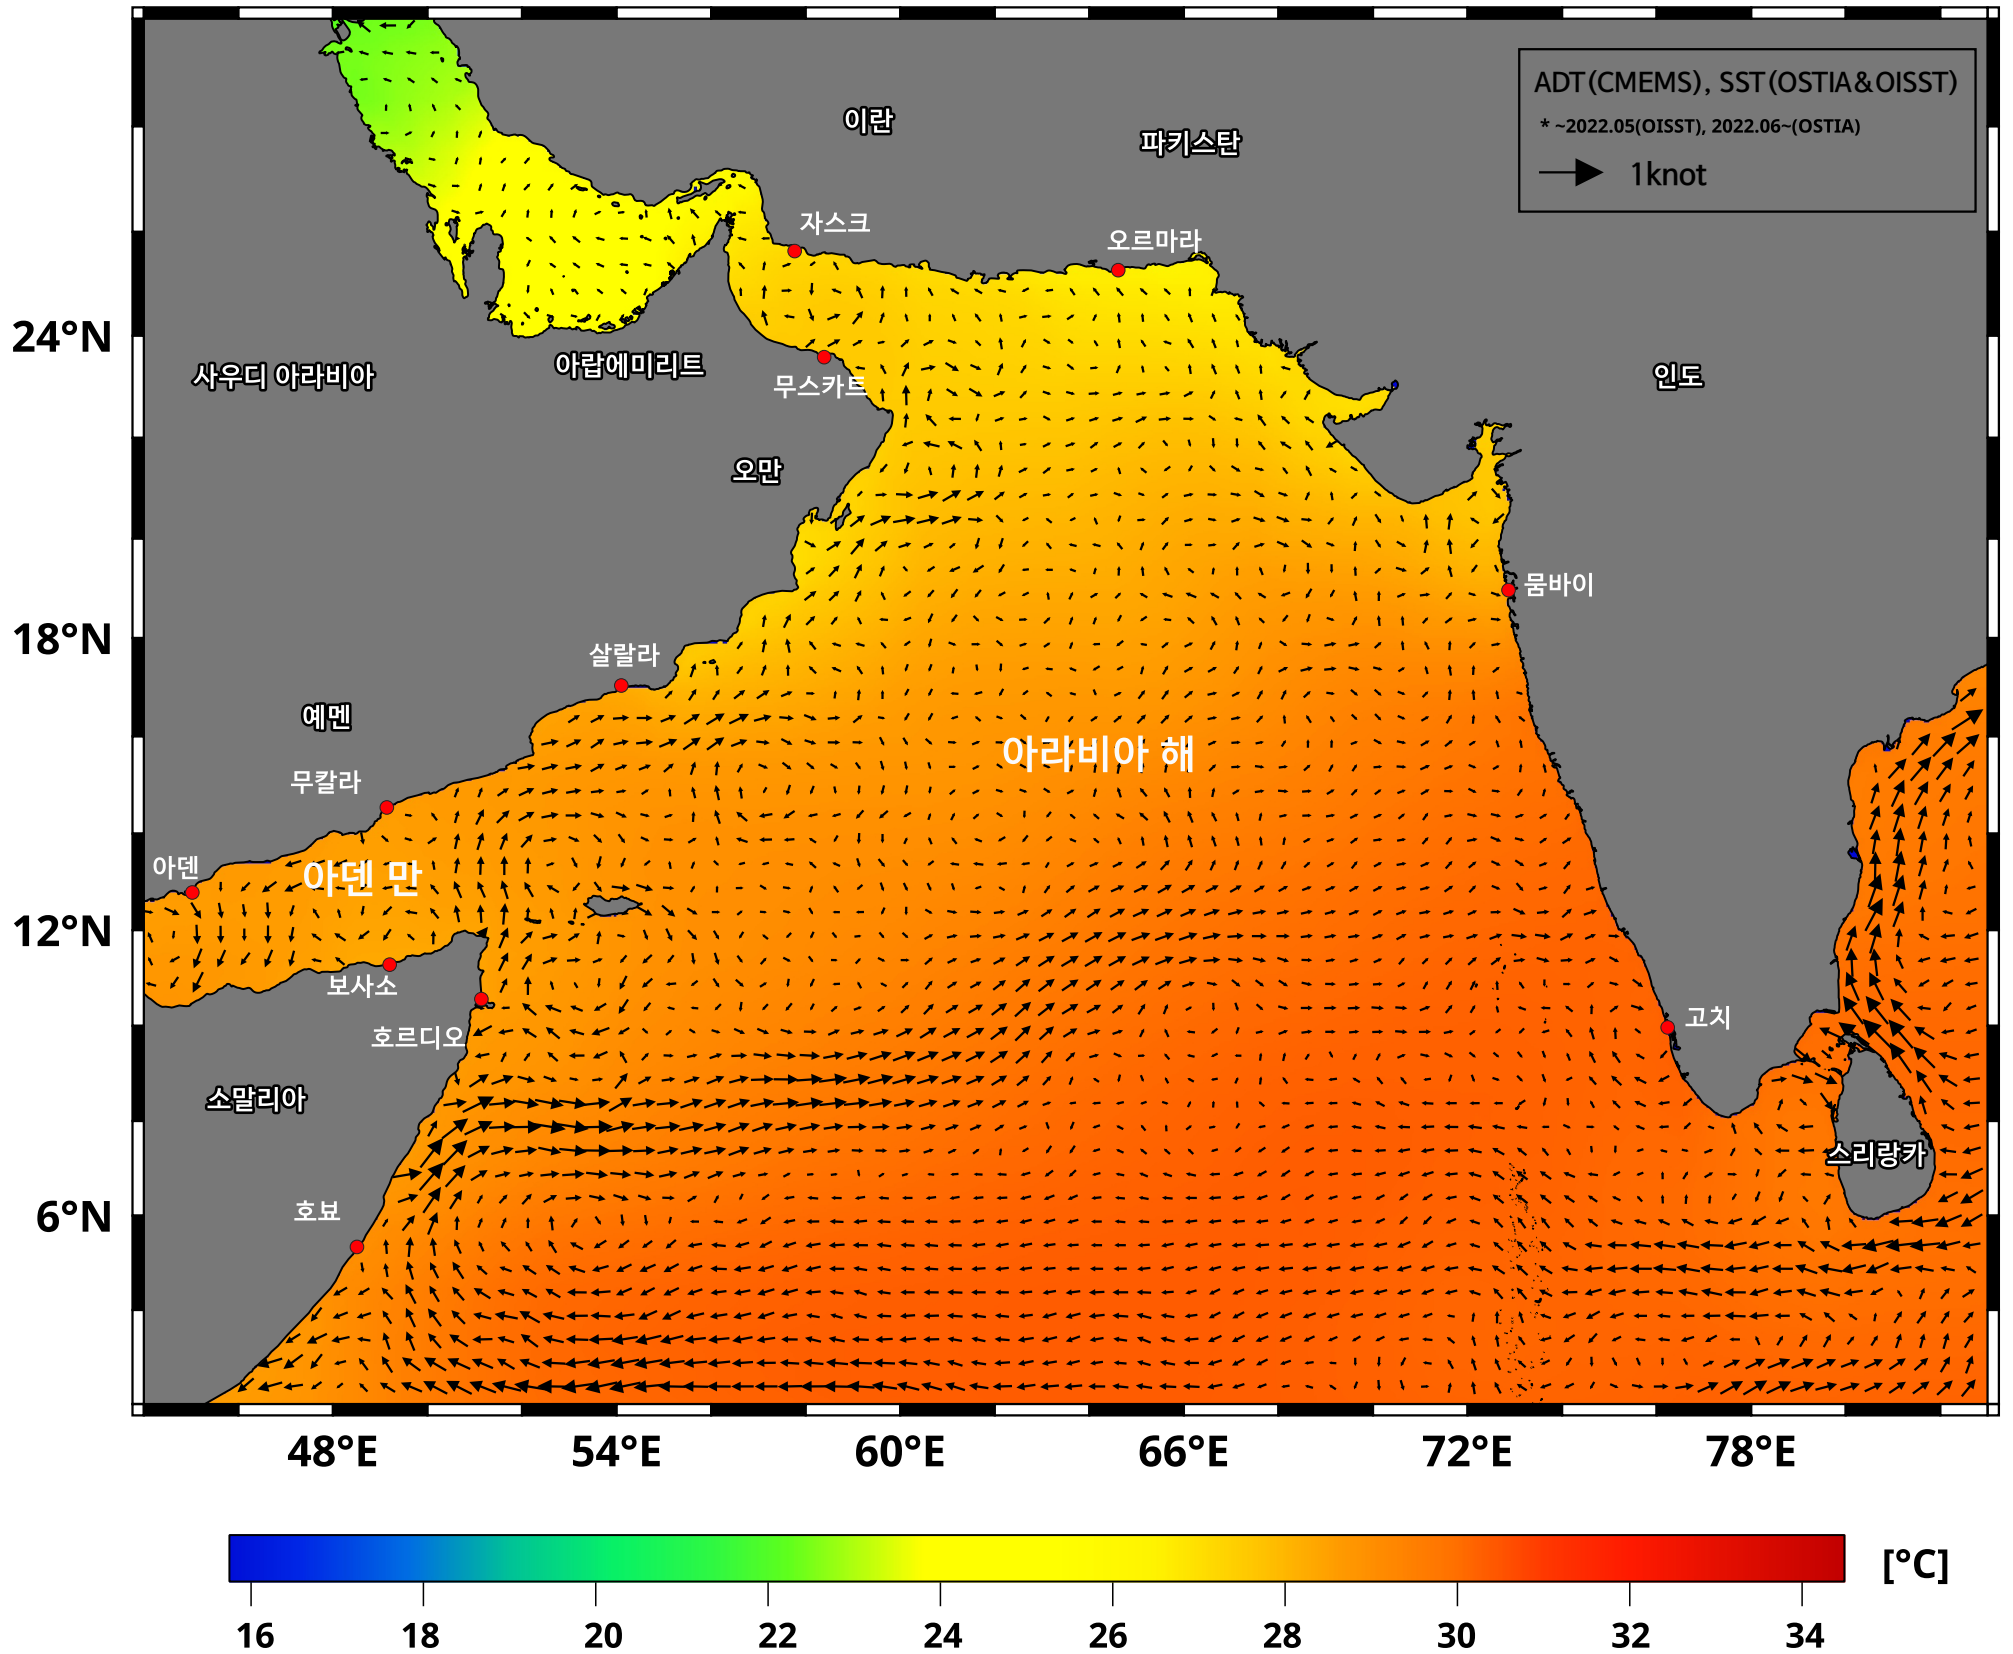 ADT(CMEMS), SST(OSTIA&OISST)
* ~2022.05(OISST), 2022.06~(OSTIA)
1knot
이란
파키스탄
자스크
오르마라
24°N
사우디 아라비아
아랍에미리트
무스카트
인도
오만
뭄바이
18°N
살랄라
예멘
아라비아 해
무칼라
아덴
아덴 만
12°N
보사소
호르디오
고치
소말리아
스리랑카
호뵤
6°N
48°E 54°E 60°E 66°E 72°E 78°E
[°C]
16 18 20 22 24 26 28 30 32 34